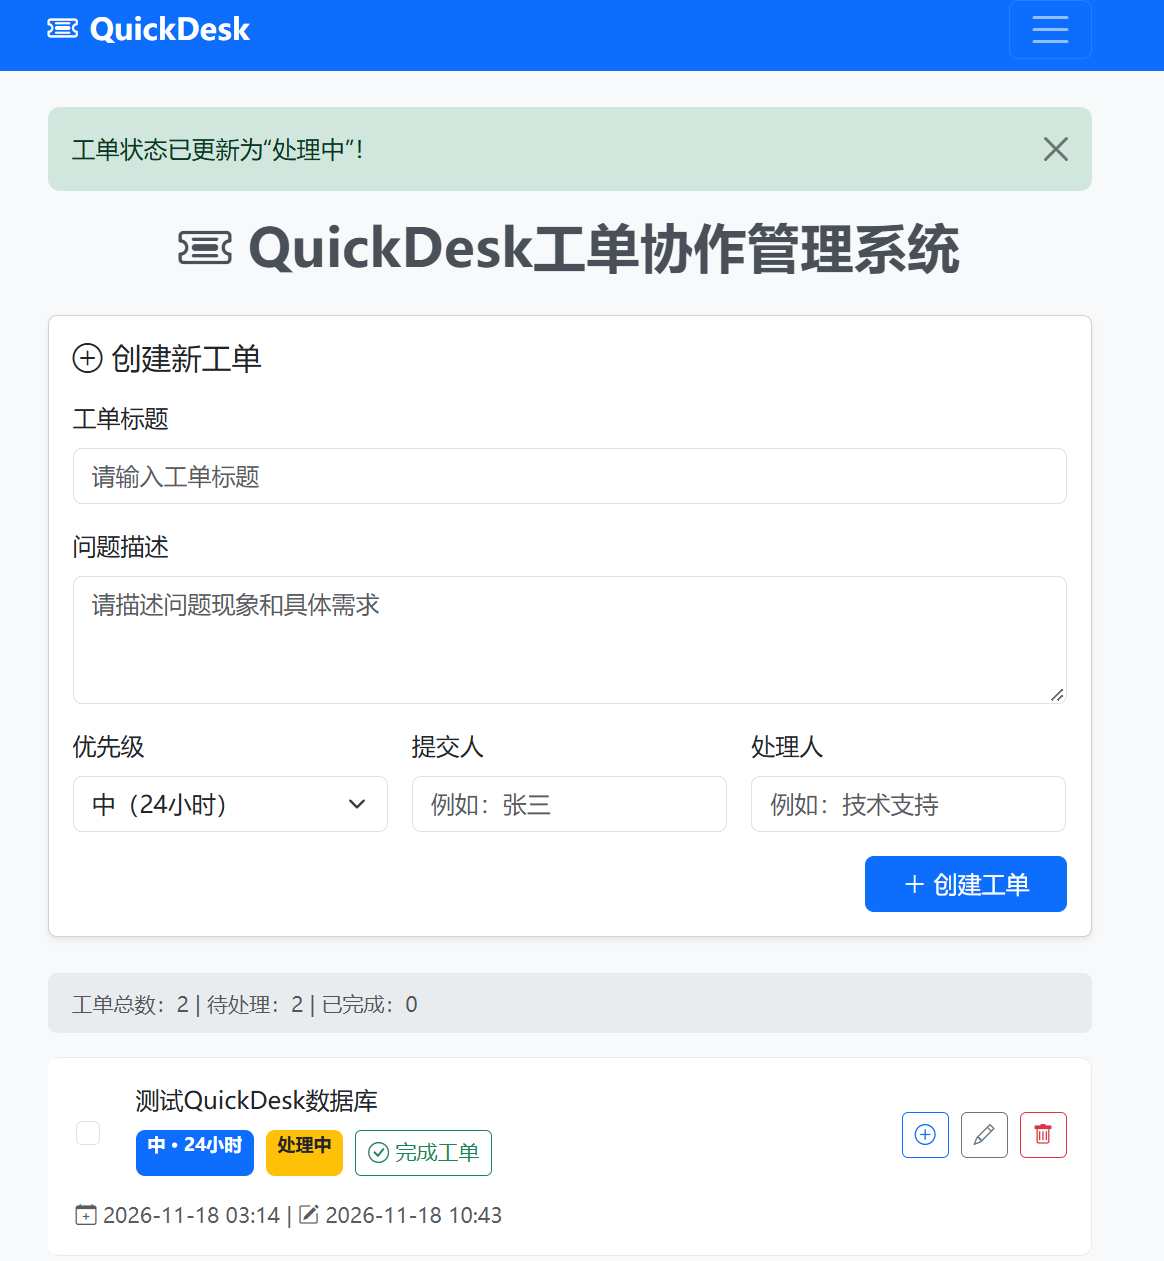 QuickDesk
工单状态已更新为“处理中”！
QuickDesk工单协作管理系统
创建新工单
工单标题
请输入工单标题
问题描述
请描述问题现象和具体需求
优先级 提交人 处理人
中（24小时） 例如：张三 例如：技术支持
创建工单
工单总数：2 | 待处理：2 | 已完成：0
测试QuickDesk数据库
中 • 24小时 处理中 完成工单
2026-11-18 03:14 | 2026-11-18 10:43